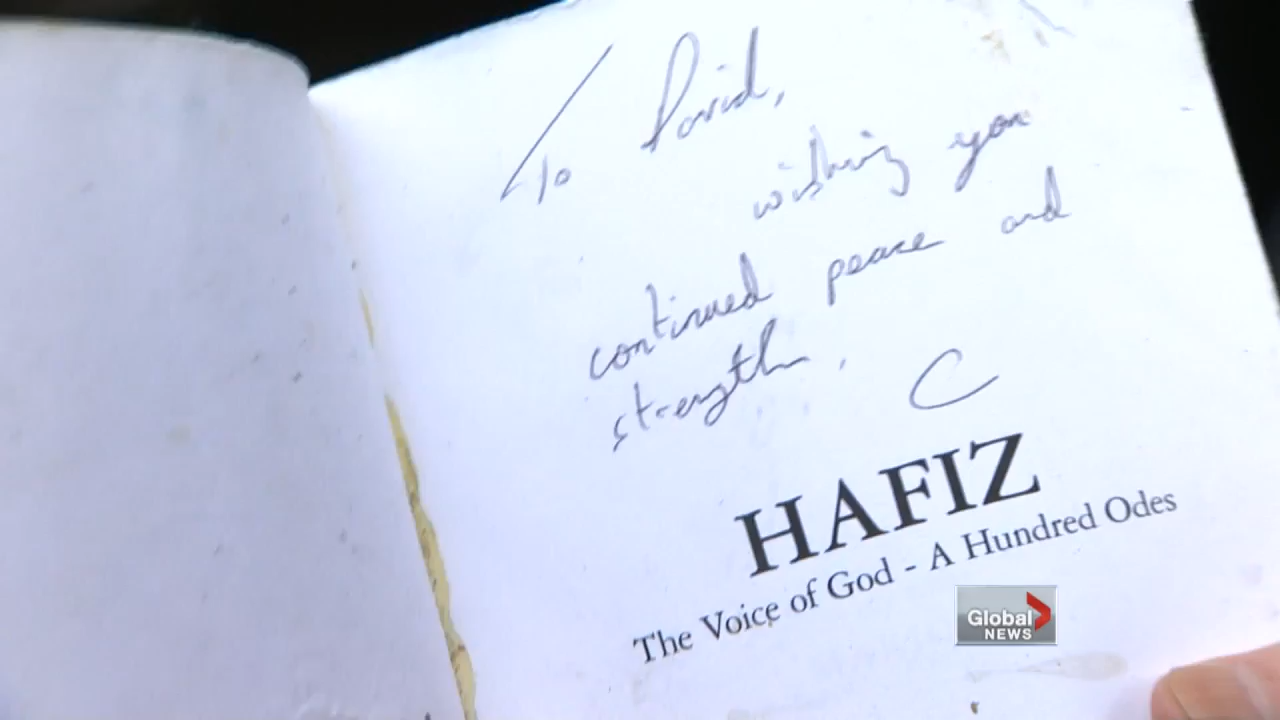 To David,
wishing you
continued peace and
strength.
C
HAFIZ
The Voice of God - A Hundred Odes
Global
NEWS